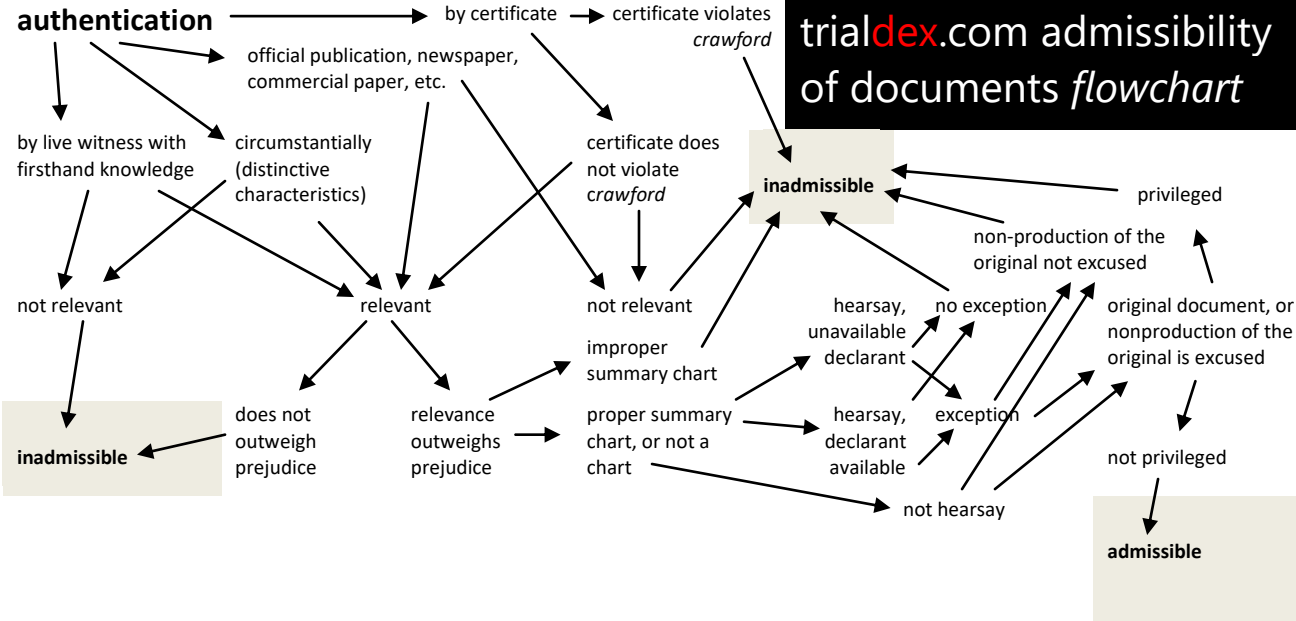 authentication
by certificate
certificate violates
crawford
trialdex.com admissibility
of documents flowchart
official publication, newspaper,
commercial paper, etc.
by live witness with
firsthand knowledge
circumstantially
(distinctive
characteristics)
certificate does
not violate
crawford
inadmissible
privileged
non-production of the
original not excused
not relevant
relevant
not relevant
hearsay,
unavailable
declarant
no exception
original document, or
nonproduction of the
original is excused
improper
summary chart
does not
outweigh
prejudice
relevance
outweighs
prejudice
proper summary
chart, or not a
chart
hearsay,
declarant
available
exception
inadmissible
not privileged
not hearsay
admissible